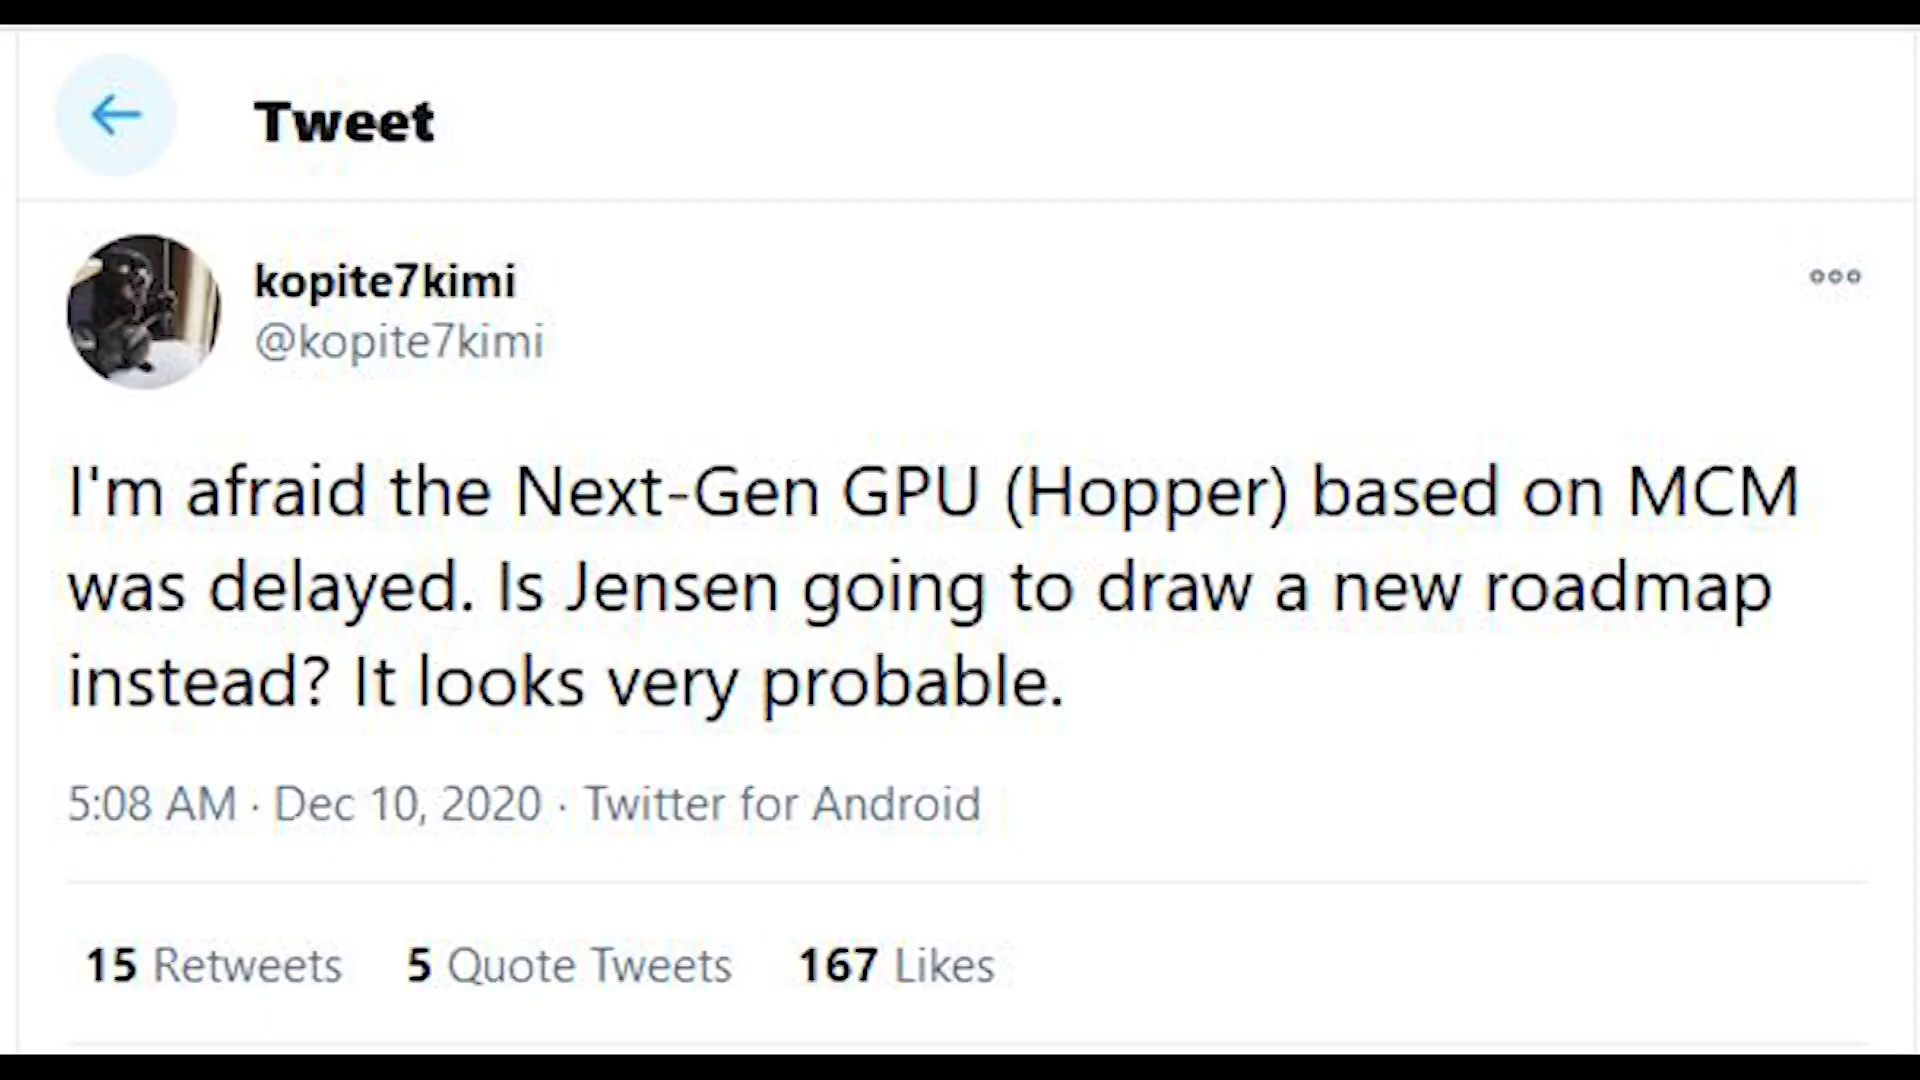 Tweet
kopite7kimi
@kopite7kimi
I'm afraid the Next-Gen GPU (Hopper) based on MCM
was delayed. Is Jensen going to draw a new roadmap
instead? It looks very probable.
5:08 AM · Dec 10, 2020 · Twitter for Android
15 Retweets 5 Quote Tweets 167 Likes